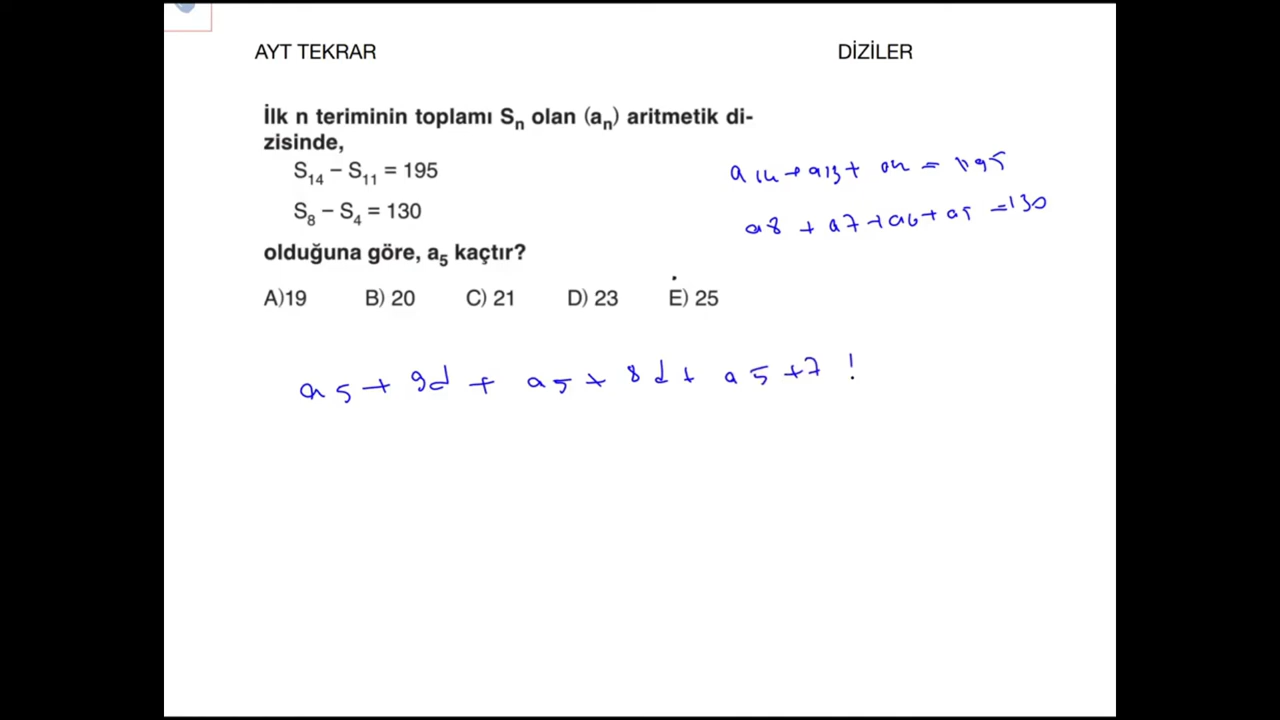 AYT TEKRAR
DİZİLER
İlk n teriminin toplamı Sn olan (an) aritmetik di-
zisinde,
S14 – S11 = 195
S8 – S4 = 130
olduğuna göre, a5 kaçtır?
A)19 B) 20 C) 21 D) 23 E) 25
a14 + a13 + = 195
a8 + a7 + a6 + a5 = 130
a5 + 9d + a5 + 8d + a5 + 7